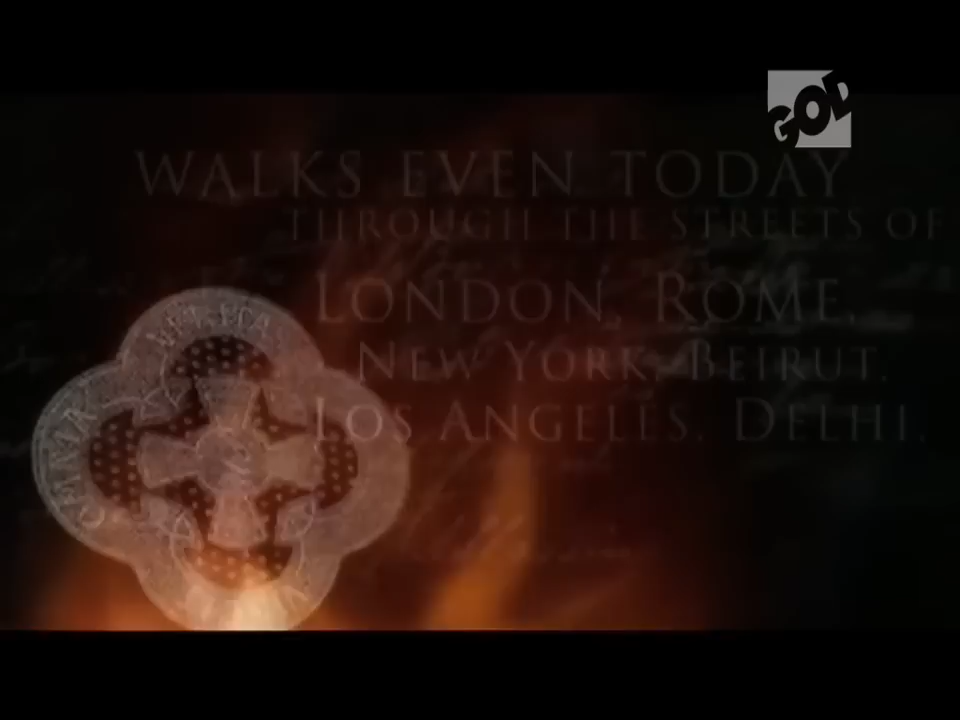 GOD
WALKS EVEN TODAY
THROUGH THE STREETS OF
LONDON, ROME,
NEW YORK, BEIRUT,
LOS ANGELES, DELHI,